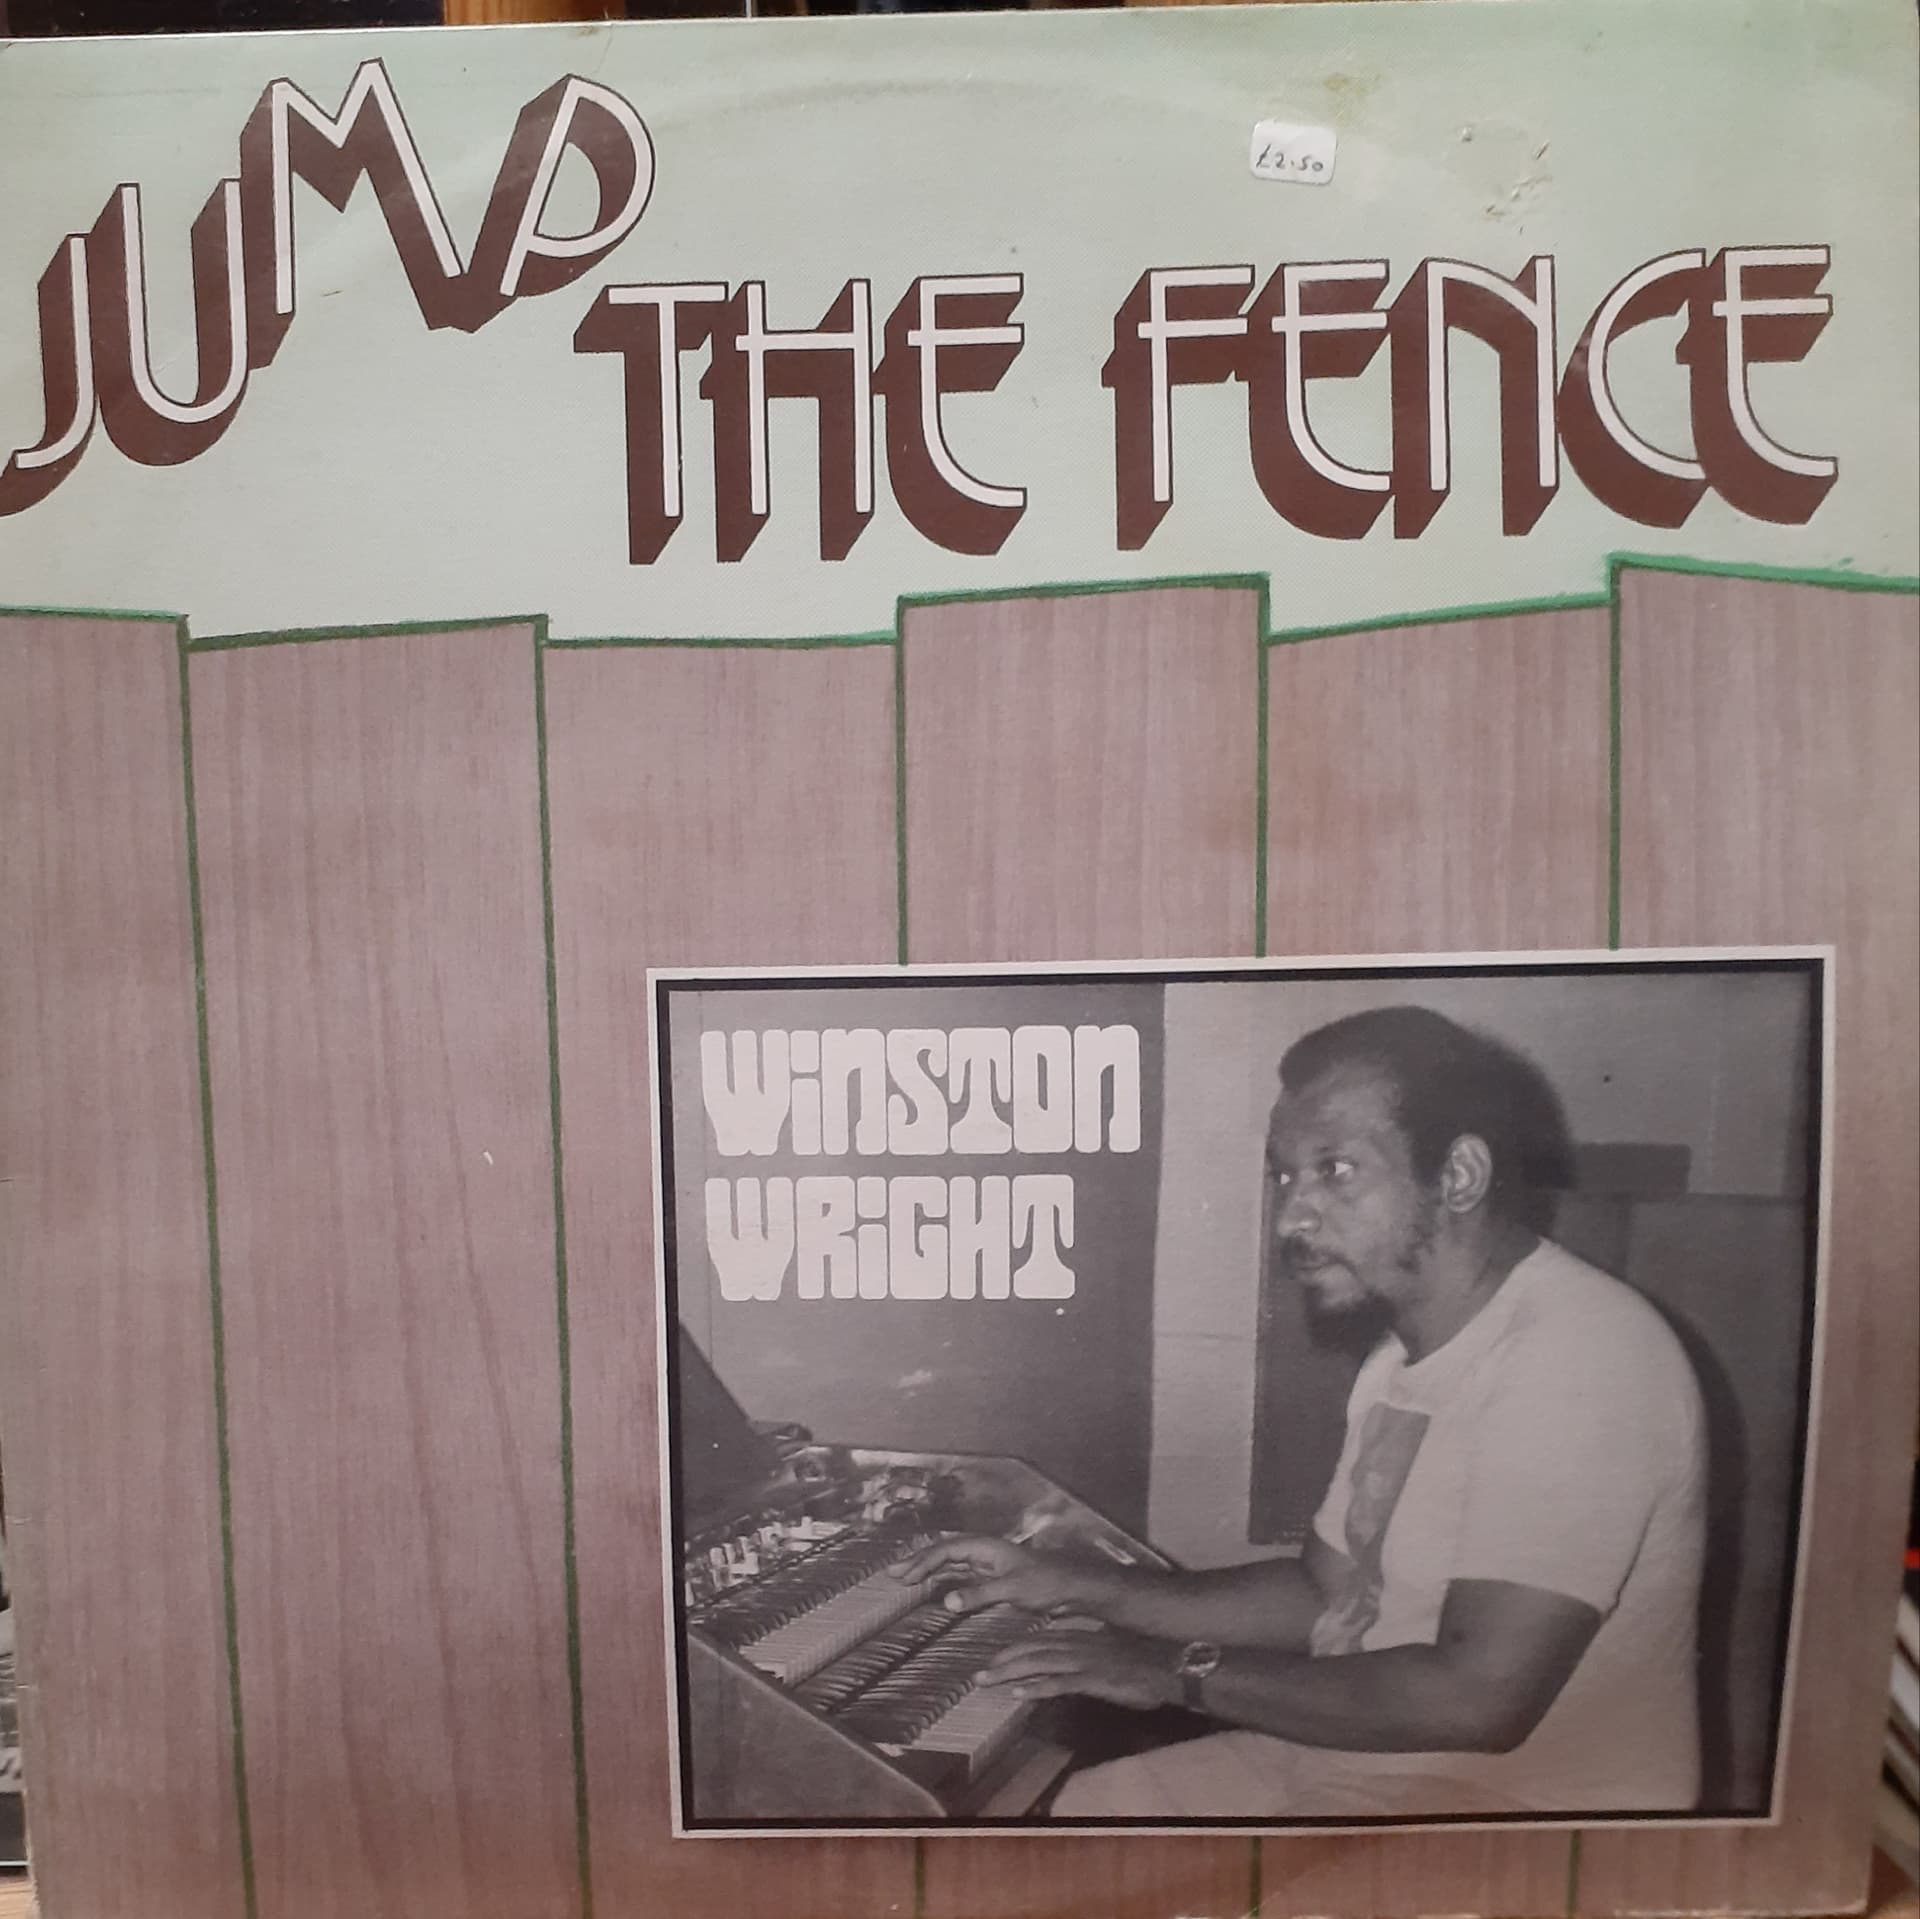 JUMP
THE FENCE
£2.50
WiNSTON
WRiGHT